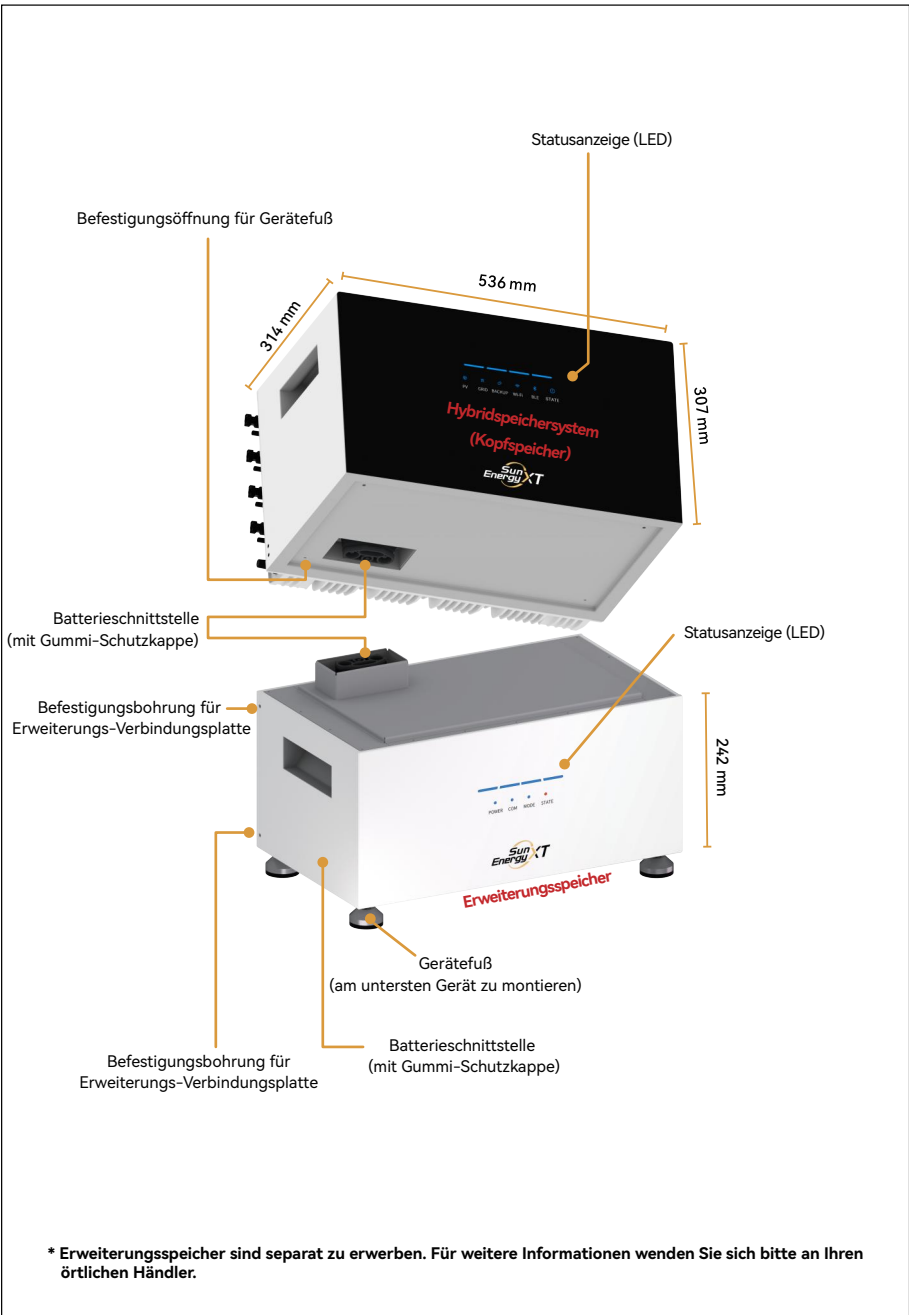 Statusanzeige (LED)
Befestigungsöffnung für Gerätefuß
536 mm
314 mm
307 mm
PV GRID BACKUP Wi-Fi BLE STATE
Hybridspeichersystem
(Kopfspeicher)
Sun
Energy XT
Batterieschnittstelle
(mit Gummi-Schutzkappe)
Statusanzeige (LED)
Befestigungsbohrung für
Erweiterungs-Verbindungsplatte
242 mm
POWER COM MODE STATE
Sun
Energy XT
Erweiterungsspeicher
Gerätefuß
(am untersten Gerät zu montieren)
Batterieschnittstelle
(mit Gummi-Schutzkappe)
Befestigungsbohrung für
Erweiterungs-Verbindungsplatte
* Erweiterungsspeicher sind separat zu erwerben. Für weitere Informationen wenden Sie sich bitte an Ihren
örtlichen Händler.